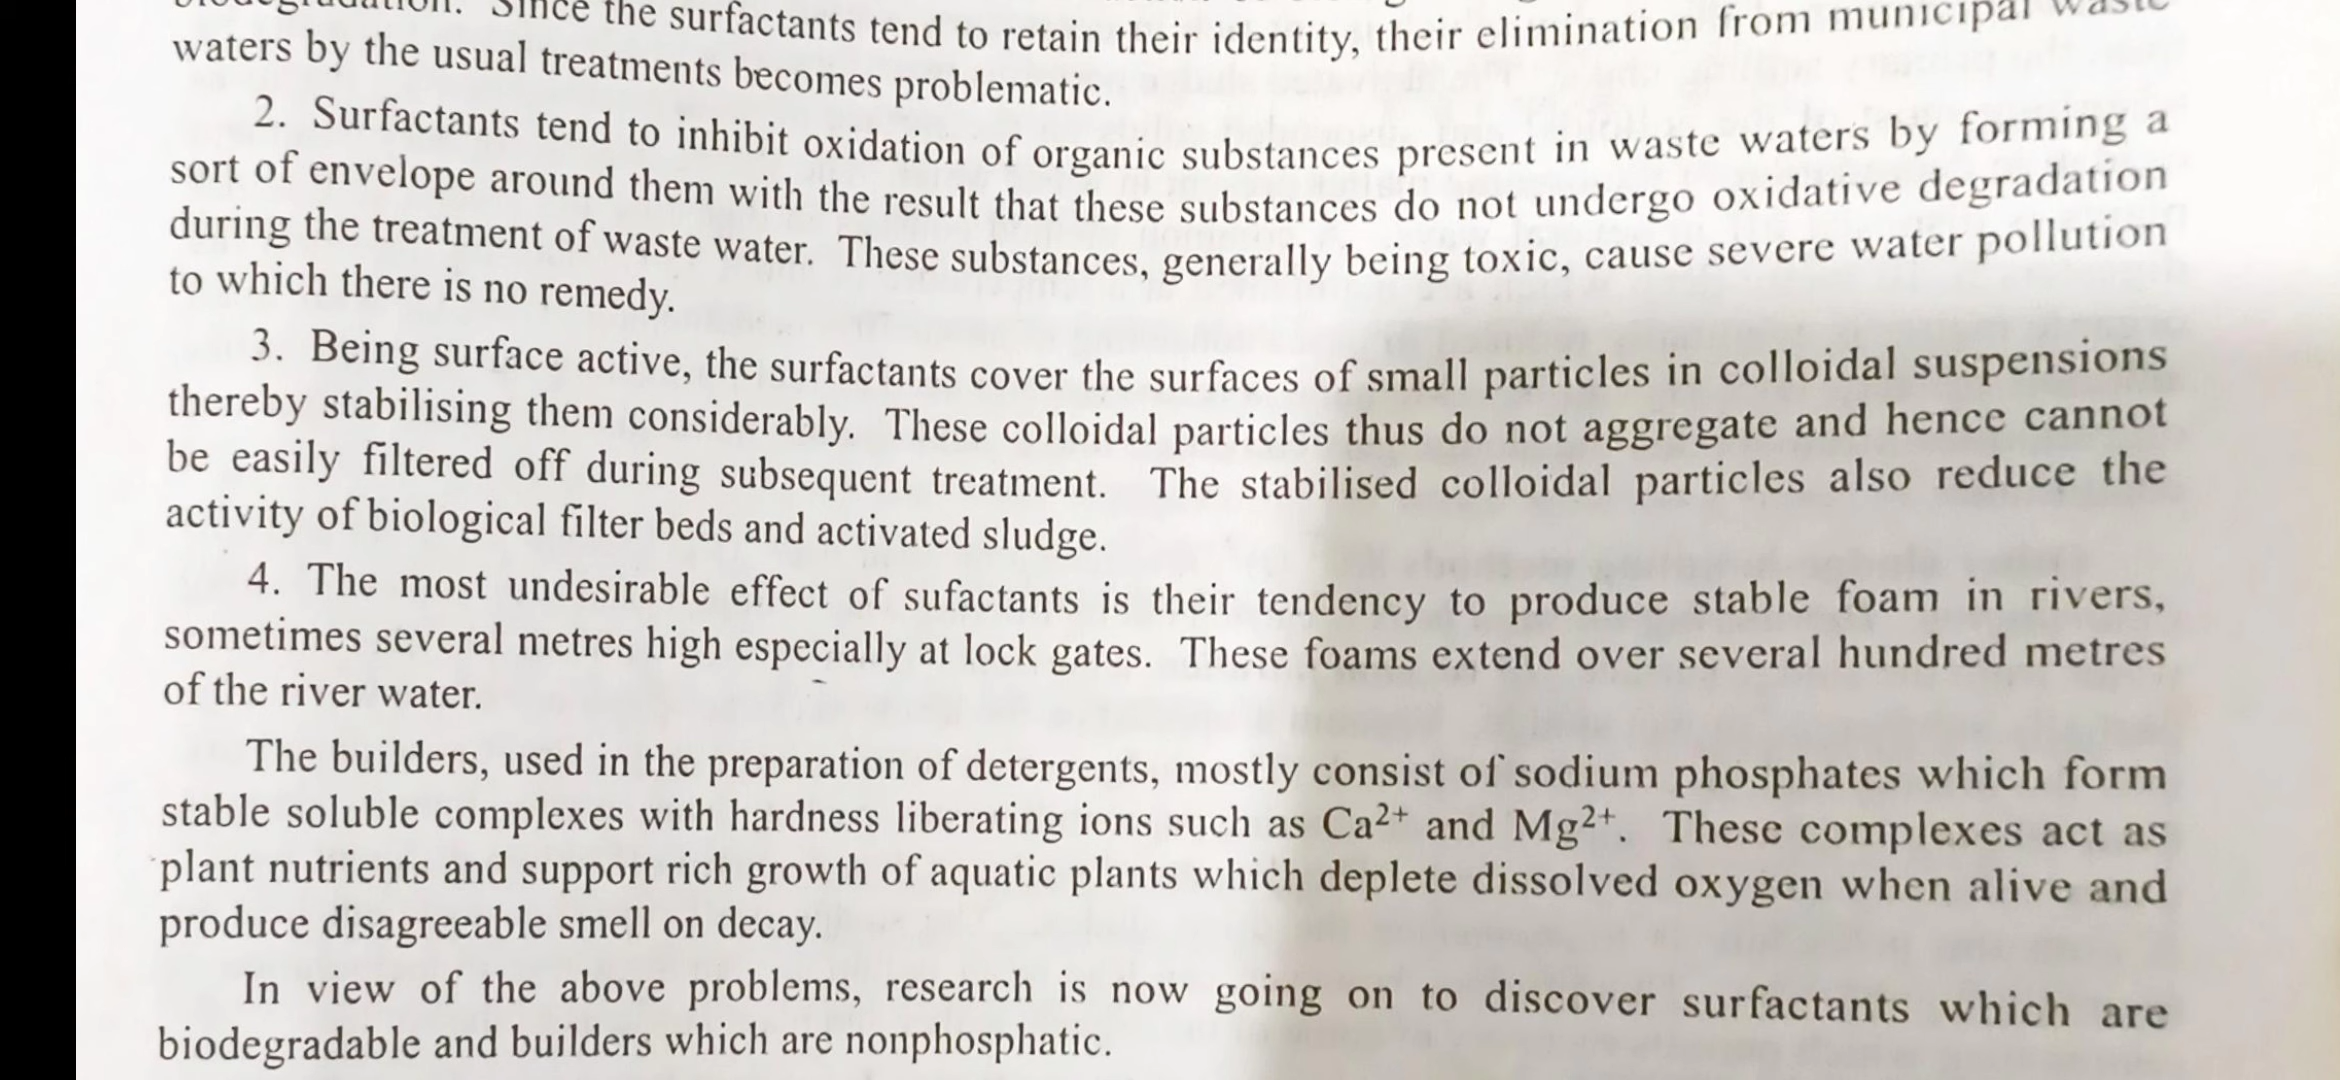 Since the surfactants tend to retain their identity, their elimination from municipal waste
waters by the usual treatments becomes problematic.
2. Surfactants tend to inhibit oxidation of organic substances present in waste waters by forming a
sort of envelope around them with the result that these substances do not undergo oxidative degradation
during the treatment of waste water. These substances, generally being toxic, cause severe water pollution
to which there is no remedy.
3. Being surface active, the surfactants cover the surfaces of small particles in colloidal suspensions
thereby stabilising them considerably. These colloidal particles thus do not aggregate and hence cannot
be easily filtered off during subsequent treatment. The stabilised colloidal particles also reduce the
activity of biological filter beds and activated sludge.
4. The most undesirable effect of sufactants is their tendency to produce stable foam in rivers,
sometimes several metres high especially at lock gates. These foams extend over several hundred metres
of the river water.
The builders, used in the preparation of detergents, mostly consist of sodium phosphates which form
stable soluble complexes with hardness liberating ions such as Ca²⁺ and Mg²⁺. These complexes act as
plant nutrients and support rich growth of aquatic plants which deplete dissolved oxygen when alive and
produce disagreeable smell on decay.
In view of the above problems, research is now going on to discover surfactants which are
biodegradable and builders which are nonphosphatic.